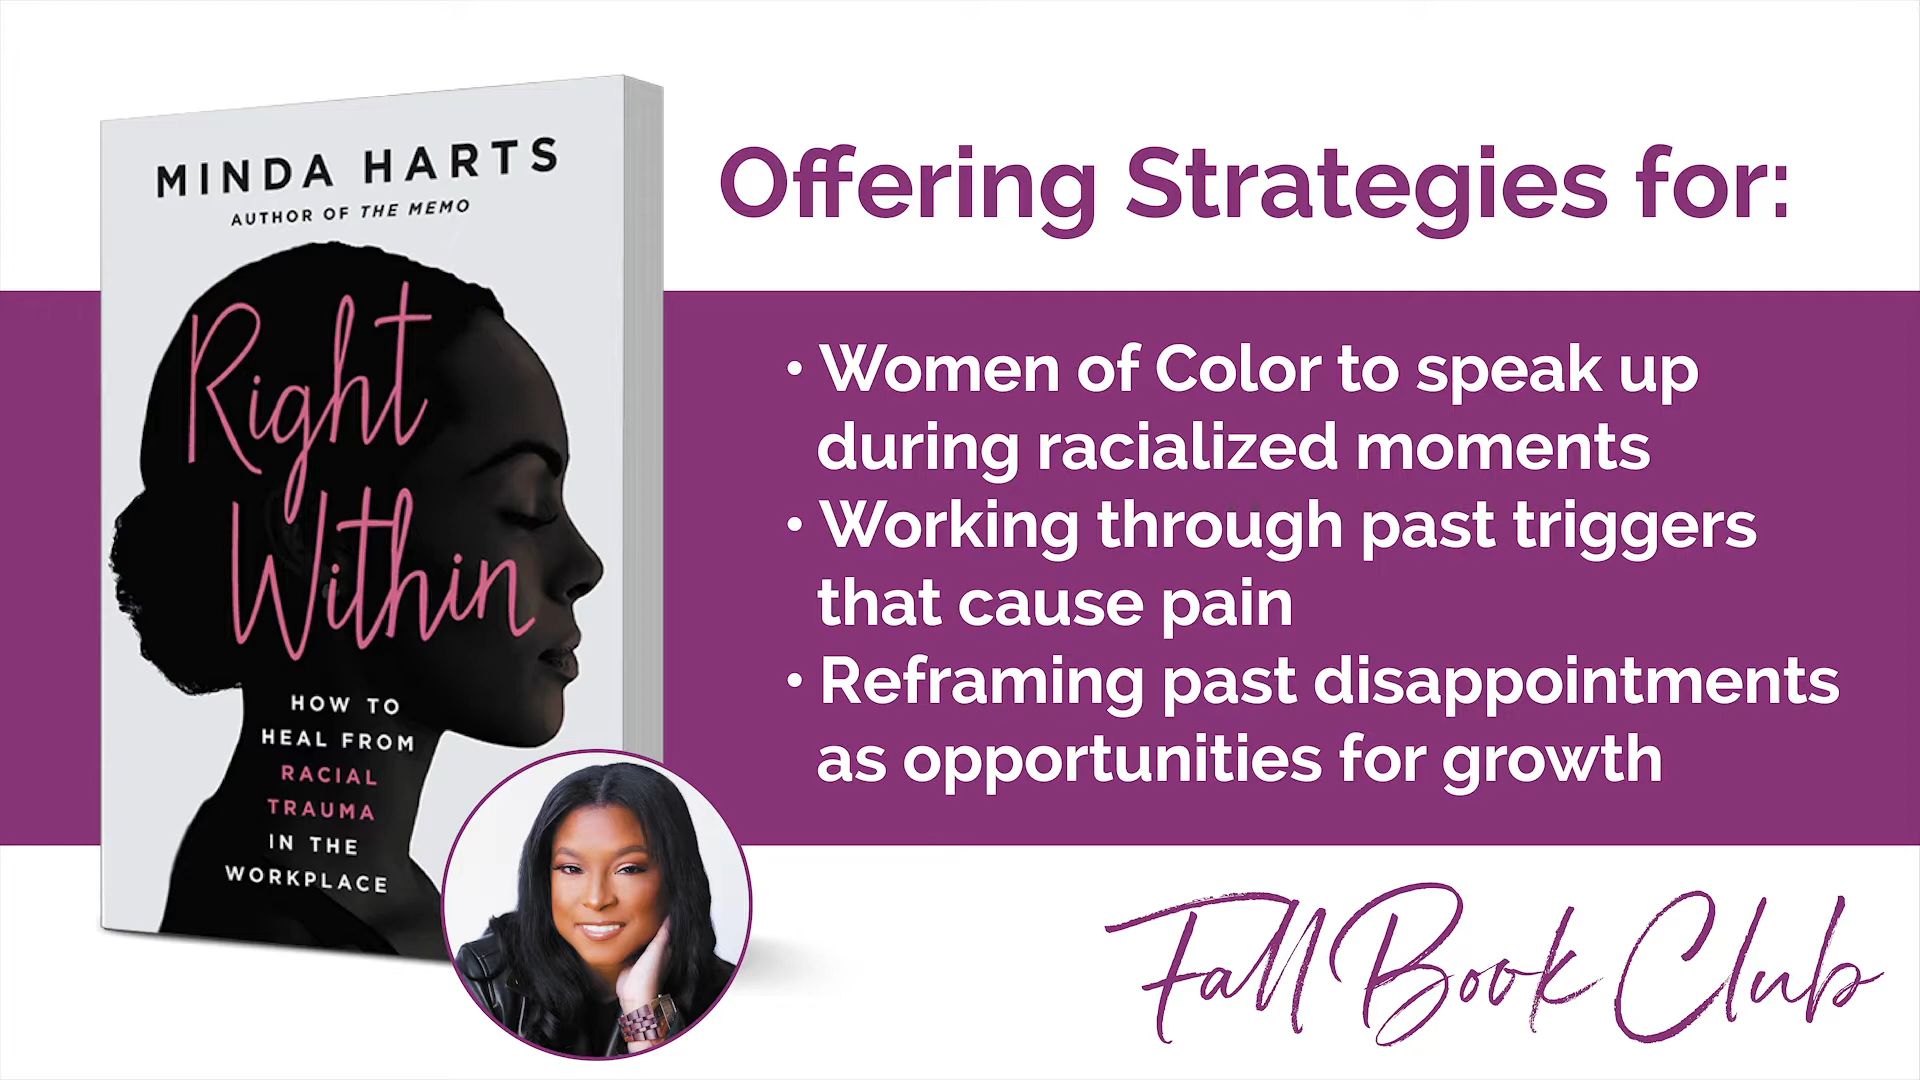 MINDA HARTS
AUTHOR OF THE MEMO
Right
Within
HOW TO
HEAL FROM
RACIAL
TRAUMA
IN THE
WORKPLACE
Offering Strategies for:
• Women of Color to speak up
during racialized moments
• Working through past triggers
that cause pain
• Reframing past disappointments
as opportunities for growth
Fall Book Club